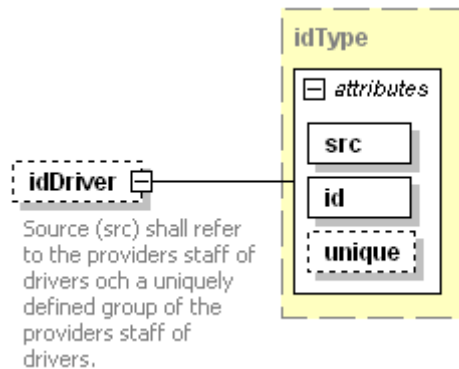 idType
attributes
src
idDriver
id
unique
Source (src) shall refer
to the providers staff of
drivers och a uniquely
defined group of the
providers staff of
drivers.